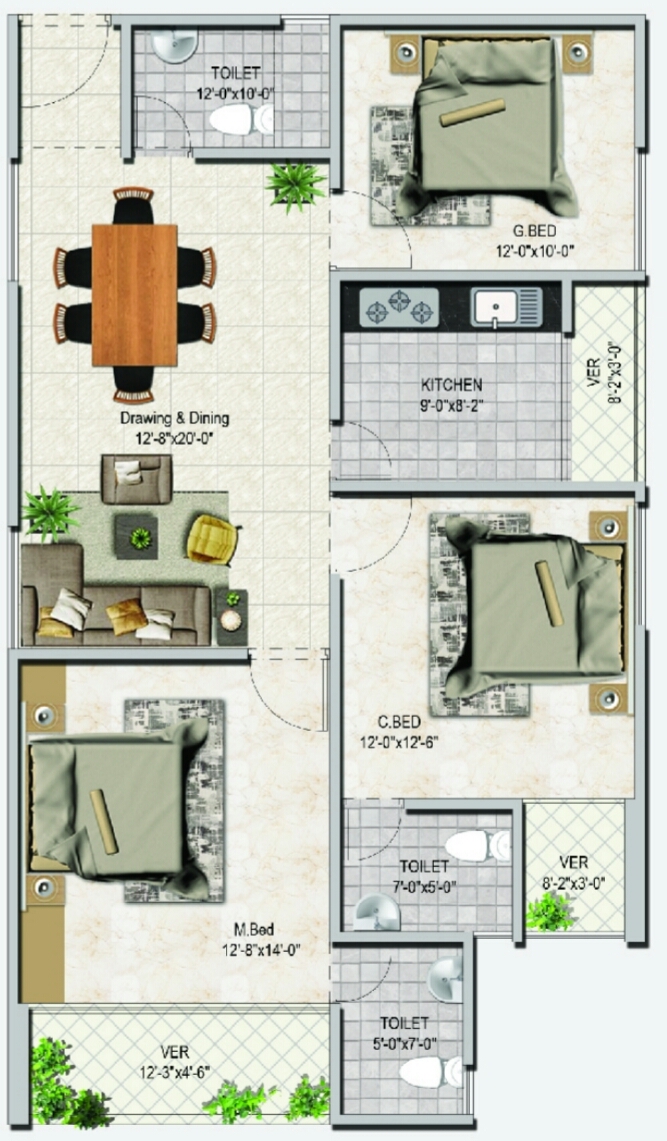 TOILET
12'-0"x10'-0"
G.BED
12'-0"x10'-0"
KITCHEN
9'-0"x8'-2"
VER
8'-2"x3'-0"
Drawing & Dining
12'-8"x20'-0"
C.BED
12'-0"x12'-6"
TOILET
7'-0"x5'-0"
VER
8'-2"x3'-0"
M.Bed
12'-8"x14'-0"
TOILET
5'-0"x7'-0"
VER
12'-3"x4'-6"